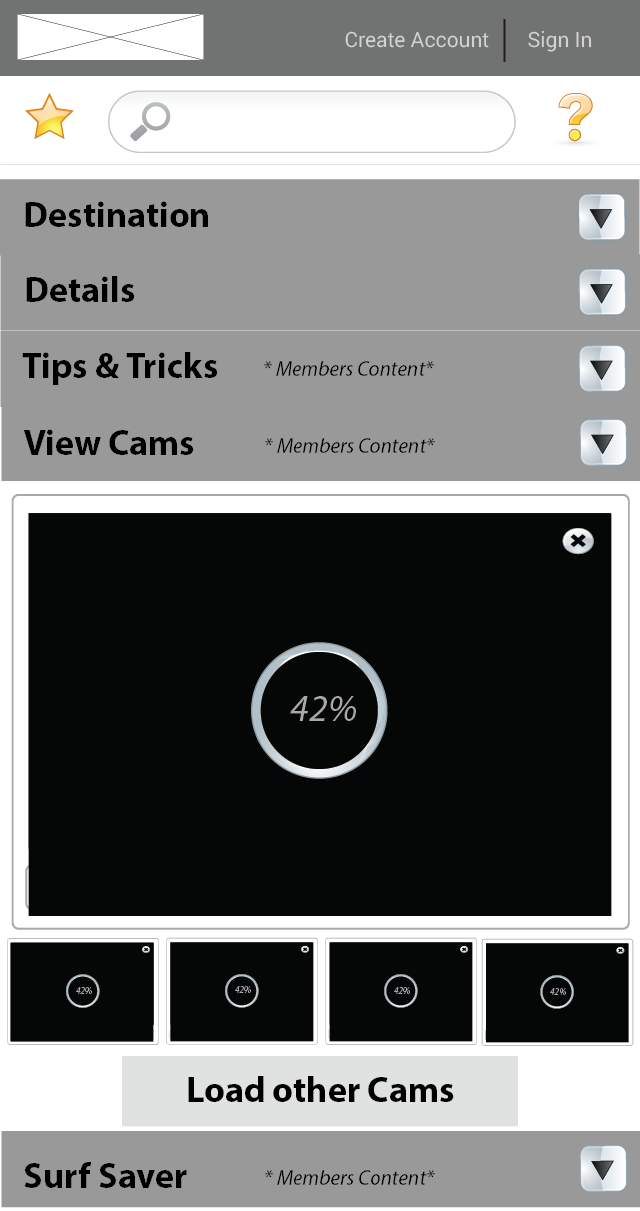 Create Account | Sign In
Destination
Details
Tips & Tricks * Members Content*
View Cams * Members Content*
42%
42% 42% 42% 42%
Load other Cams
Surf Saver * Members Content*